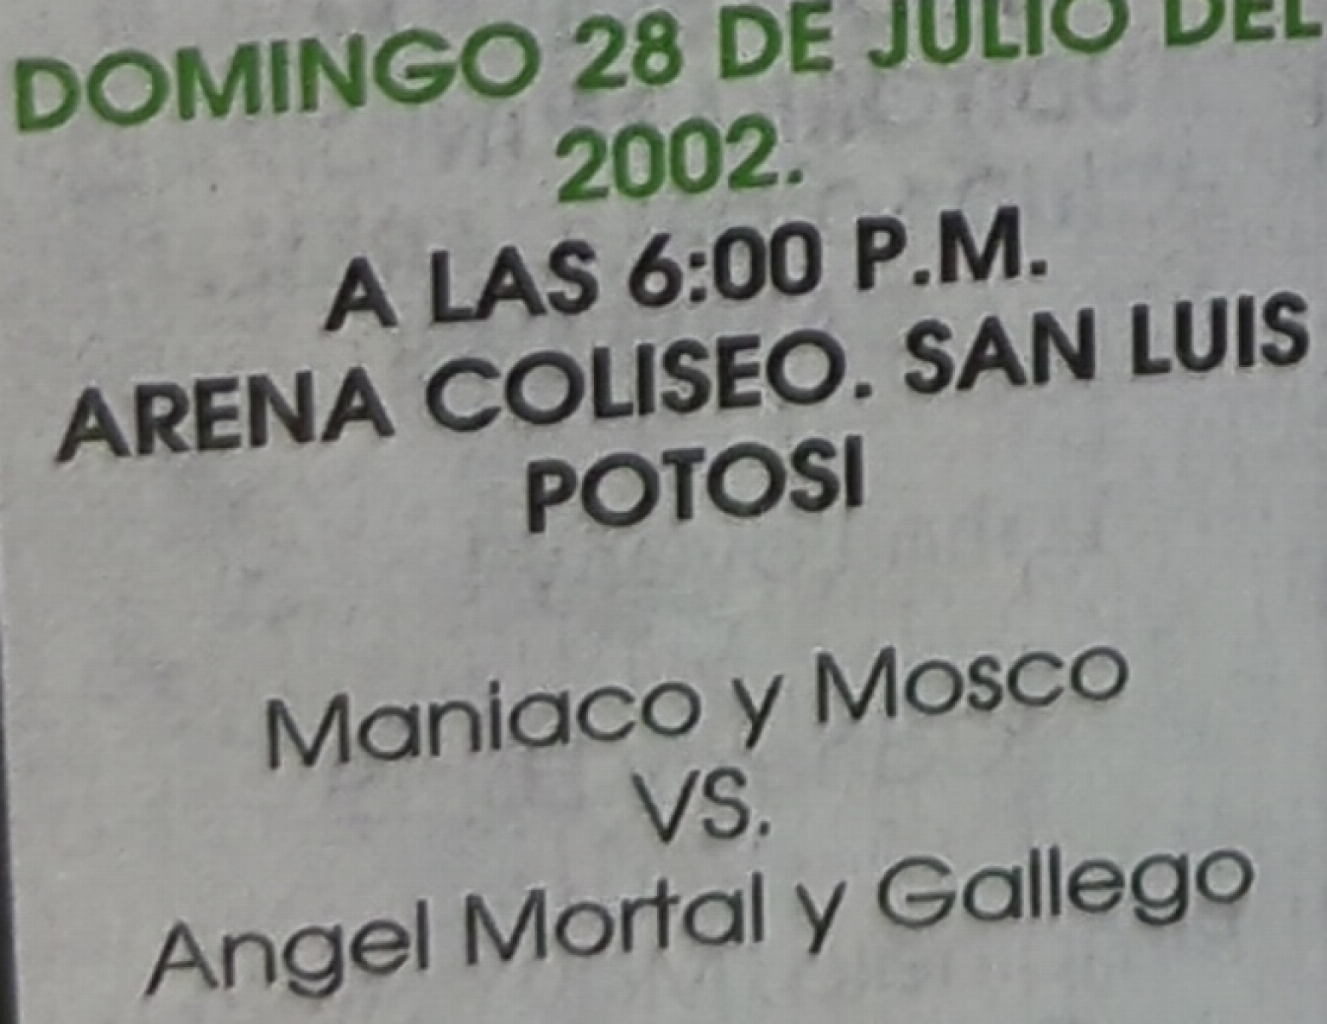 DOMINGO 28 DE JULIO DEL
2002.
A LAS 6:00 P.M.
ARENA COLISEO. SAN LUIS
POTOSI
Maniaco y Mosco
VS.
Angel Mortal y Gallego